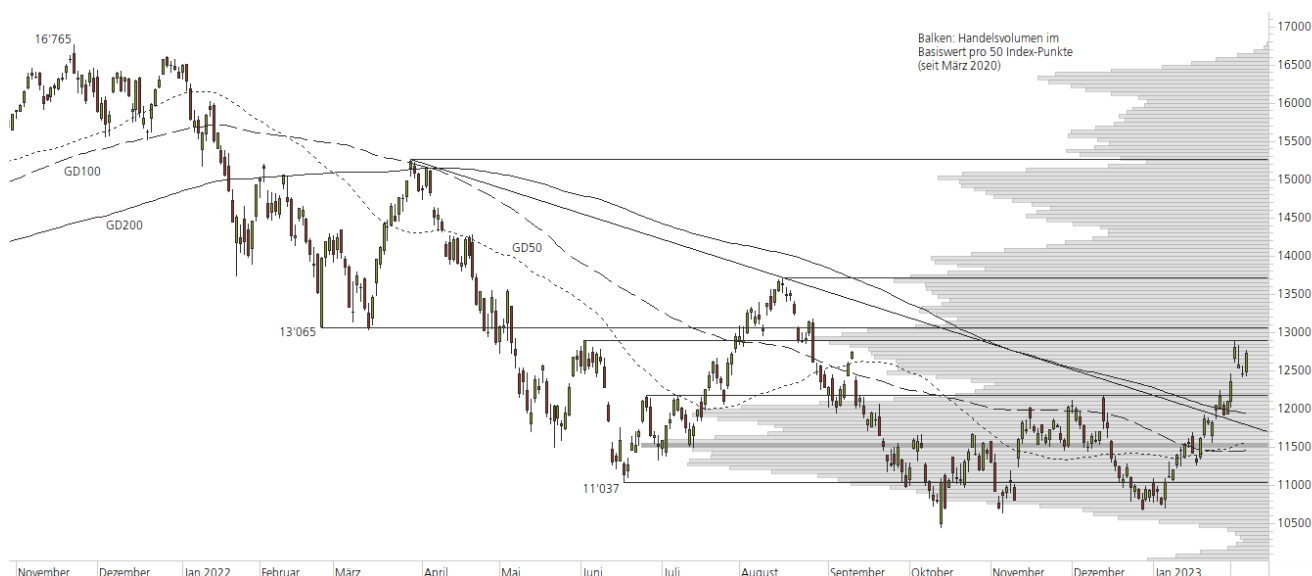 16'765
Balken: Handelsvolumen im
Basiswert pro 50 Index-Punkte
(seit März 2020)
GD100
GD200
GD50
13'065
11'037
17000
16500
16000
15500
15000
14500
14000
13500
13000
12500
12000
11500
11000
10500
November Dezember Jan 2022 Februar März April Mai Juni Juli August September Oktober November Dezember Jan 2023